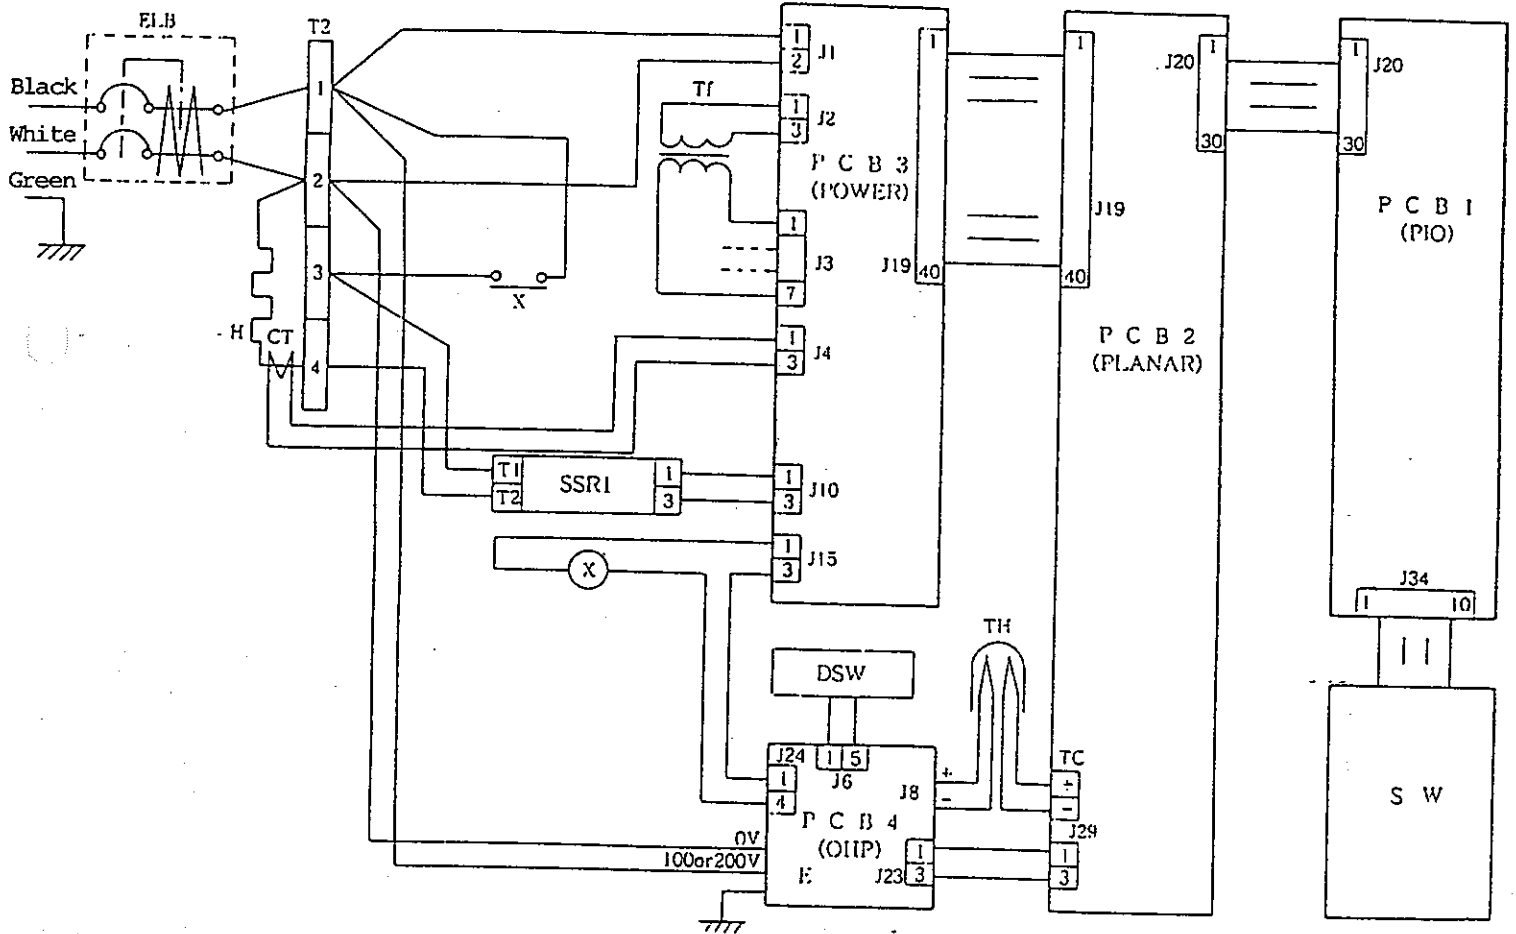 ELB
T2
Black
White
Green
1
2
3
4
H
CT
X
Tf
1
2
J1
1
3
J2
1
J3
7
1
3
J4
1
3
J10
1
3
J15
P C B 3
(POWER)
1
J19
40
1
J19
40
P C B 2
(PLANAR)
J20
1
30
1
J20
30
P C B 1
(PIO)
J34
1
10
S W
T1
T2
SSR1
1
3
X
DSW
TH
J24
1
5
J6
1
4
J8
+
-
P C B 4
(OHP)
0V
100or200V
E
J23
1
3
TC
+
-
J29
1
3